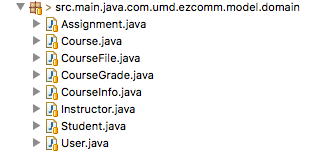 > src.main.java.com.umd.ezcomm.model.domain
Assignment.java
Course.java
CourseFile.java
CourseGrade.java
CourseInfo.java
Instructor.java
Student.java
User.java